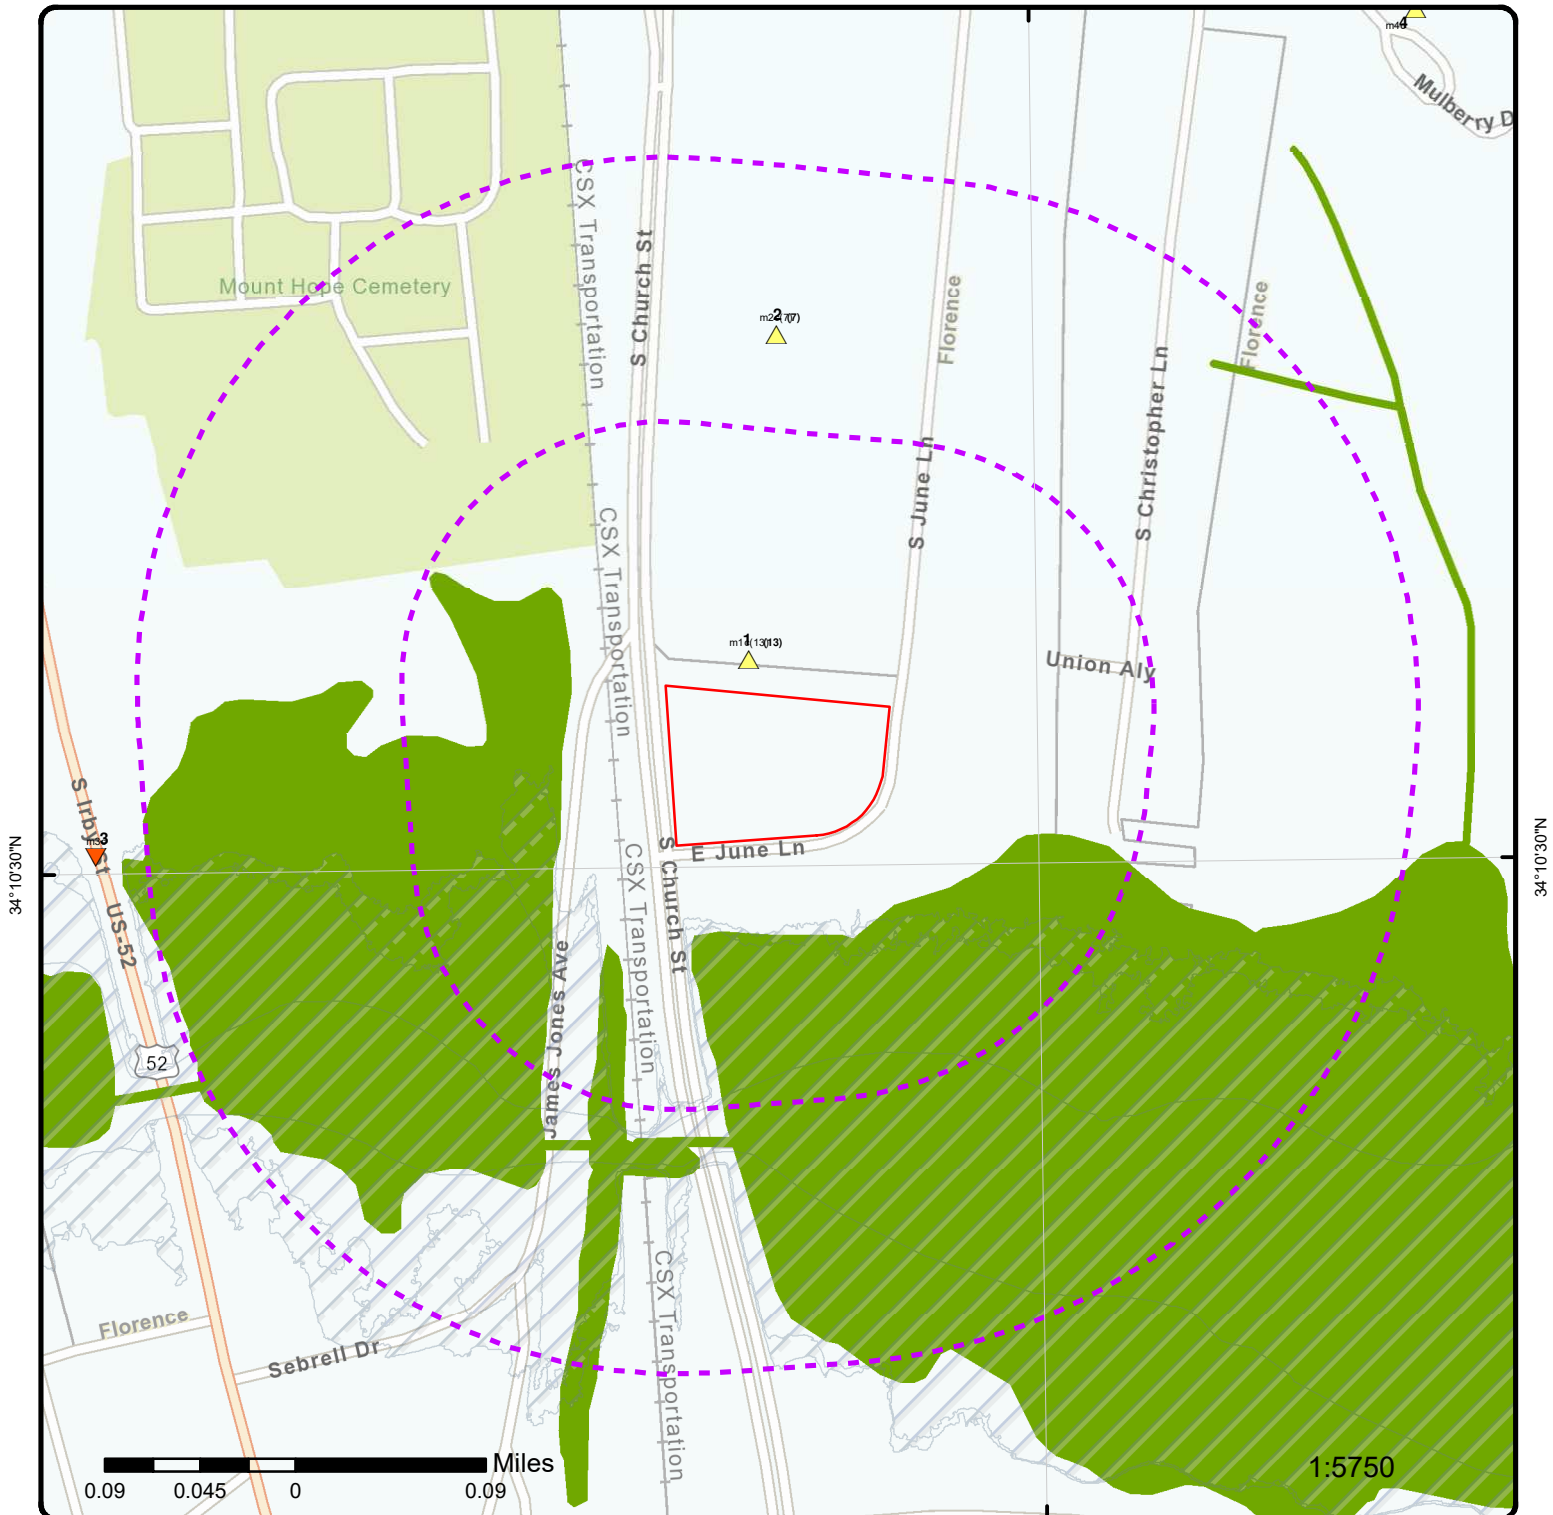 4
Mulberry D
CSX Transportation
S Church St
Mount Hope Cemetery
2
Florence
Florence
S June Ln
S Christopher Ln
CSX Transportation
1
Union Aly
S Irby St
3
34°10'30"N
34°10'30"N
E June Ln
S Church St
CSX Transportation
US-52
James Jones Ave
52
CSX Transportation
Florence
Sebrell Dr
Miles
0.09
0.045
0
0.09
1:5750